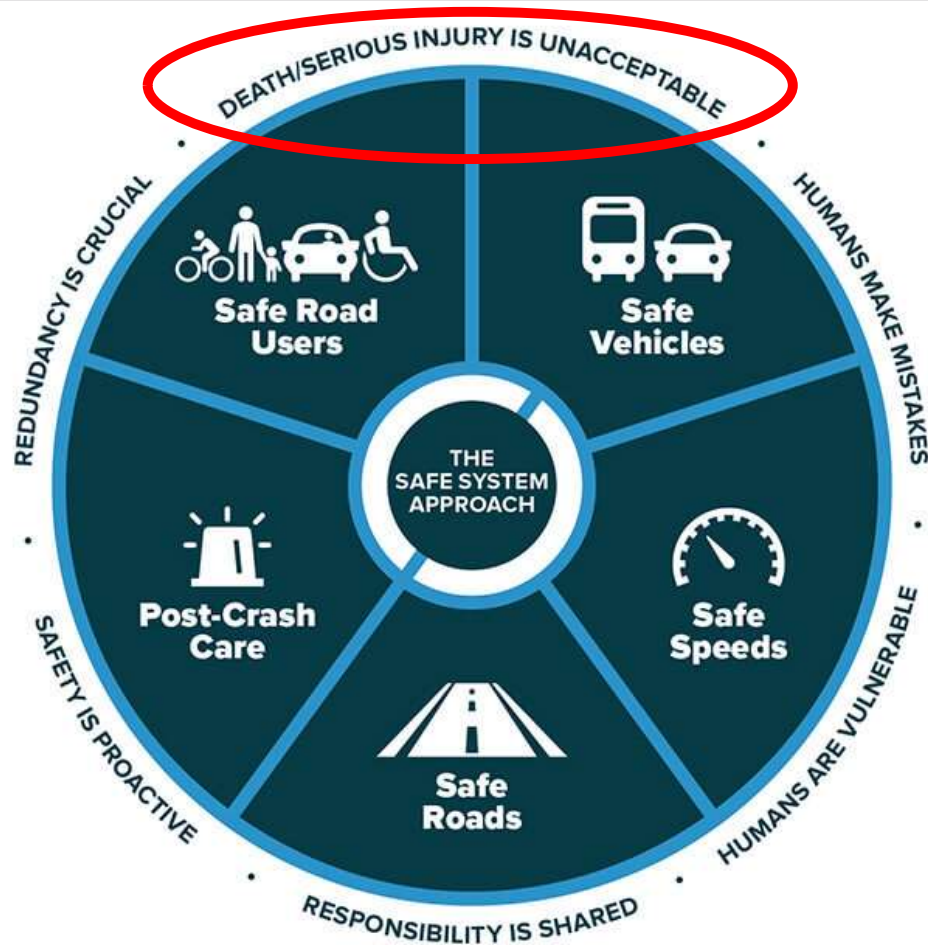 DEATH/SERIOUS INJURY IS UNACCEPTABLE
HUMANS MAKE MISTAKES
HUMANS ARE VULNERABLE
RESPONSIBILITY IS SHARED
SAFETY IS PROACTIVE
REDUNDANCY IS CRUCIAL
Safe Road
Users
Safe
Vehicles
Safe
Speeds
Safe
Roads
Post-Crash
Care
THE
SAFE SYSTEM
APPROACH